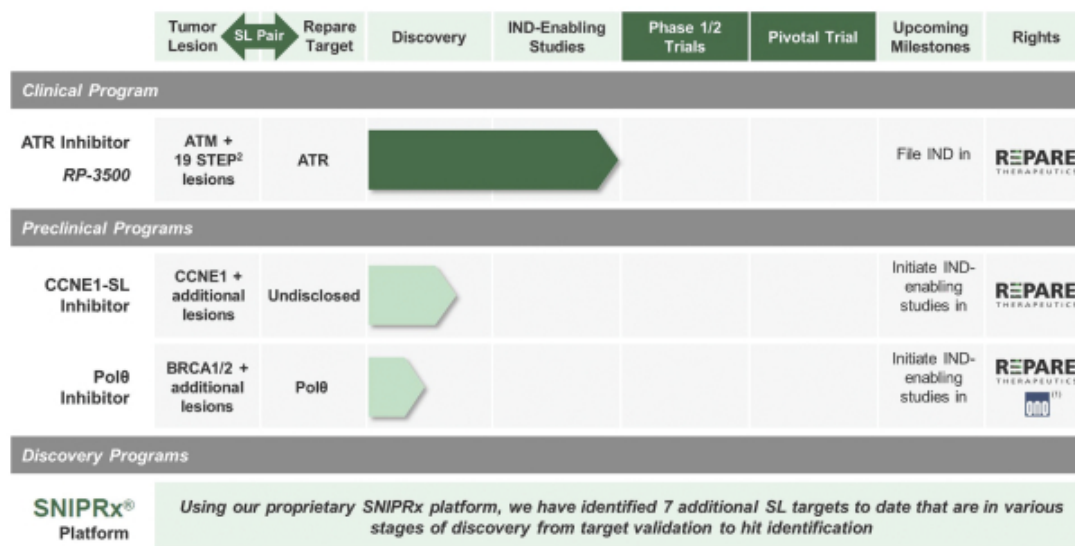 Tumor Lesion
SL Pair
Repare Target
Discovery
IND-Enabling Studies
Phase 1/2 Trials
Pivotal Trial
Upcoming Milestones
Rights
Clinical Program
ATR Inhibitor
RP-3500
ATM +
19 STEP²
lesions
ATR
File IND in
REPARE
THERAPEUTICS
Preclinical Programs
CCNE1-SL
Inhibitor
CCNE1 +
additional
lesions
Undisclosed
Initiate IND-
enabling
studies in
REPARE
THERAPEUTICS
Polθ
Inhibitor
BRCA1/2 +
additional
lesions
Polθ
Initiate IND-
enabling
studies in
REPARE
THERAPEUTICS
ono (1)
Discovery Programs
SNIPRx®
Platform
Using our proprietary SNIPRx platform, we have identified 7 additional SL targets to date that are in various
stages of discovery from target validation to hit identification